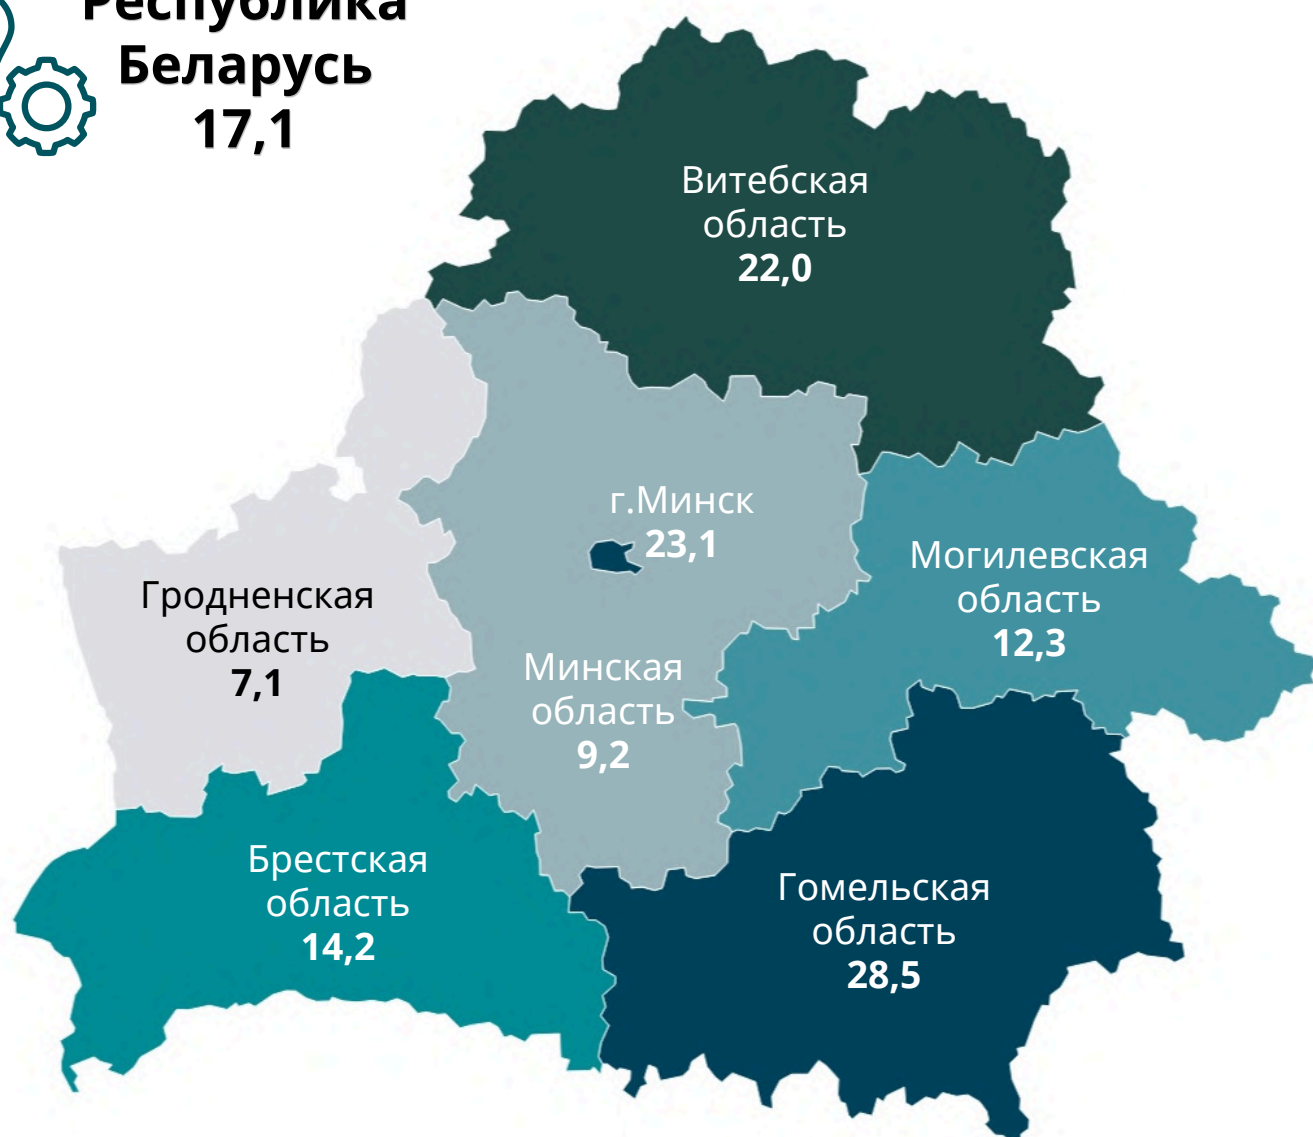 Республика
Беларусь
17,1
Витебская
область
22,0
г.Минск
23,1
Могилевская
область
12,3
Гродненская
область
7,1
Минская
область
9,2
Брестская
область
14,2
Гомельская
область
28,5